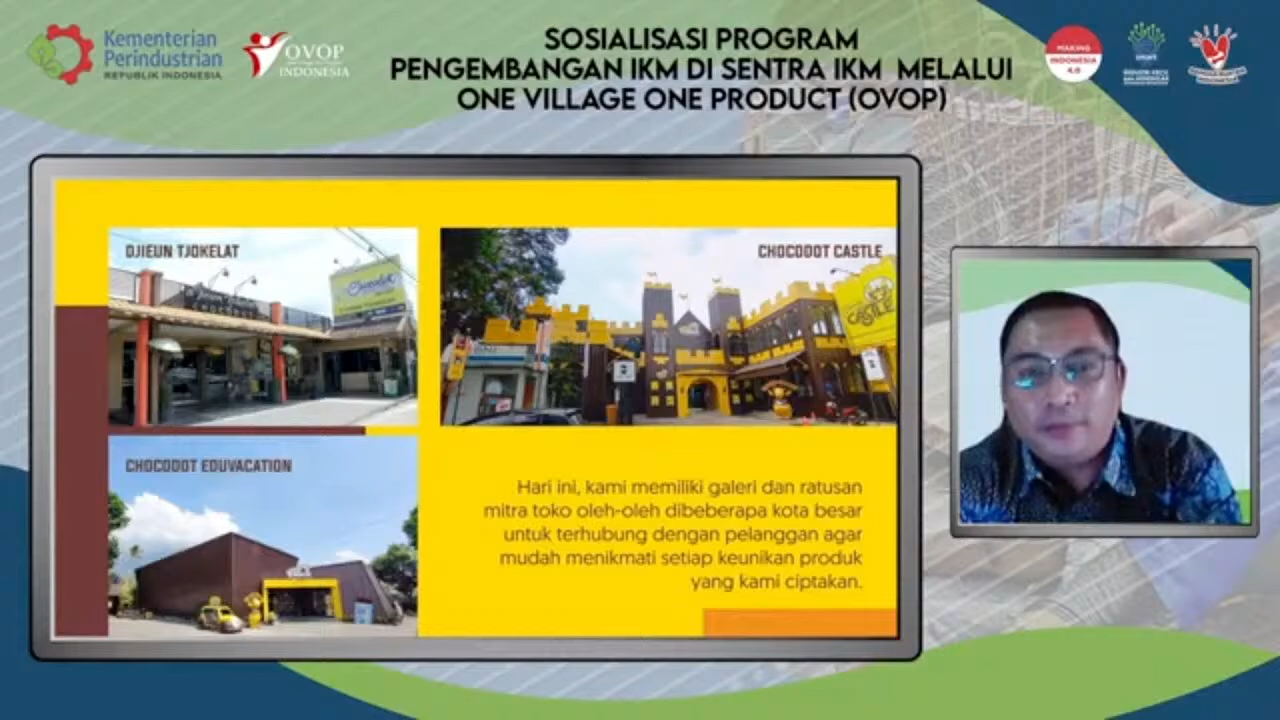 Kementerian
Perindustrian
REPUBLIK INDONESIA
OVOP
INDONESIA
SOSIALISASI PROGRAM
PENGEMBANGAN IKM DI SENTRA IKM MELALUI
ONE VILLAGE ONE PRODUCT (OVOP)
MAKING
INDONESIA
4.0
DJIEUN TJOKELAT
Chocodot
CHOCODOT CASTLE
CASTLE
CHOCODOT EDUVACATION
Hari ini, kami memiliki galeri dan ratusan
mitra toko oleh-oleh dibeberapa kota besar
untuk terhubung dengan pelanggan agar
mudah menikmati setiap keunikan produk
yang kami ciptakan.